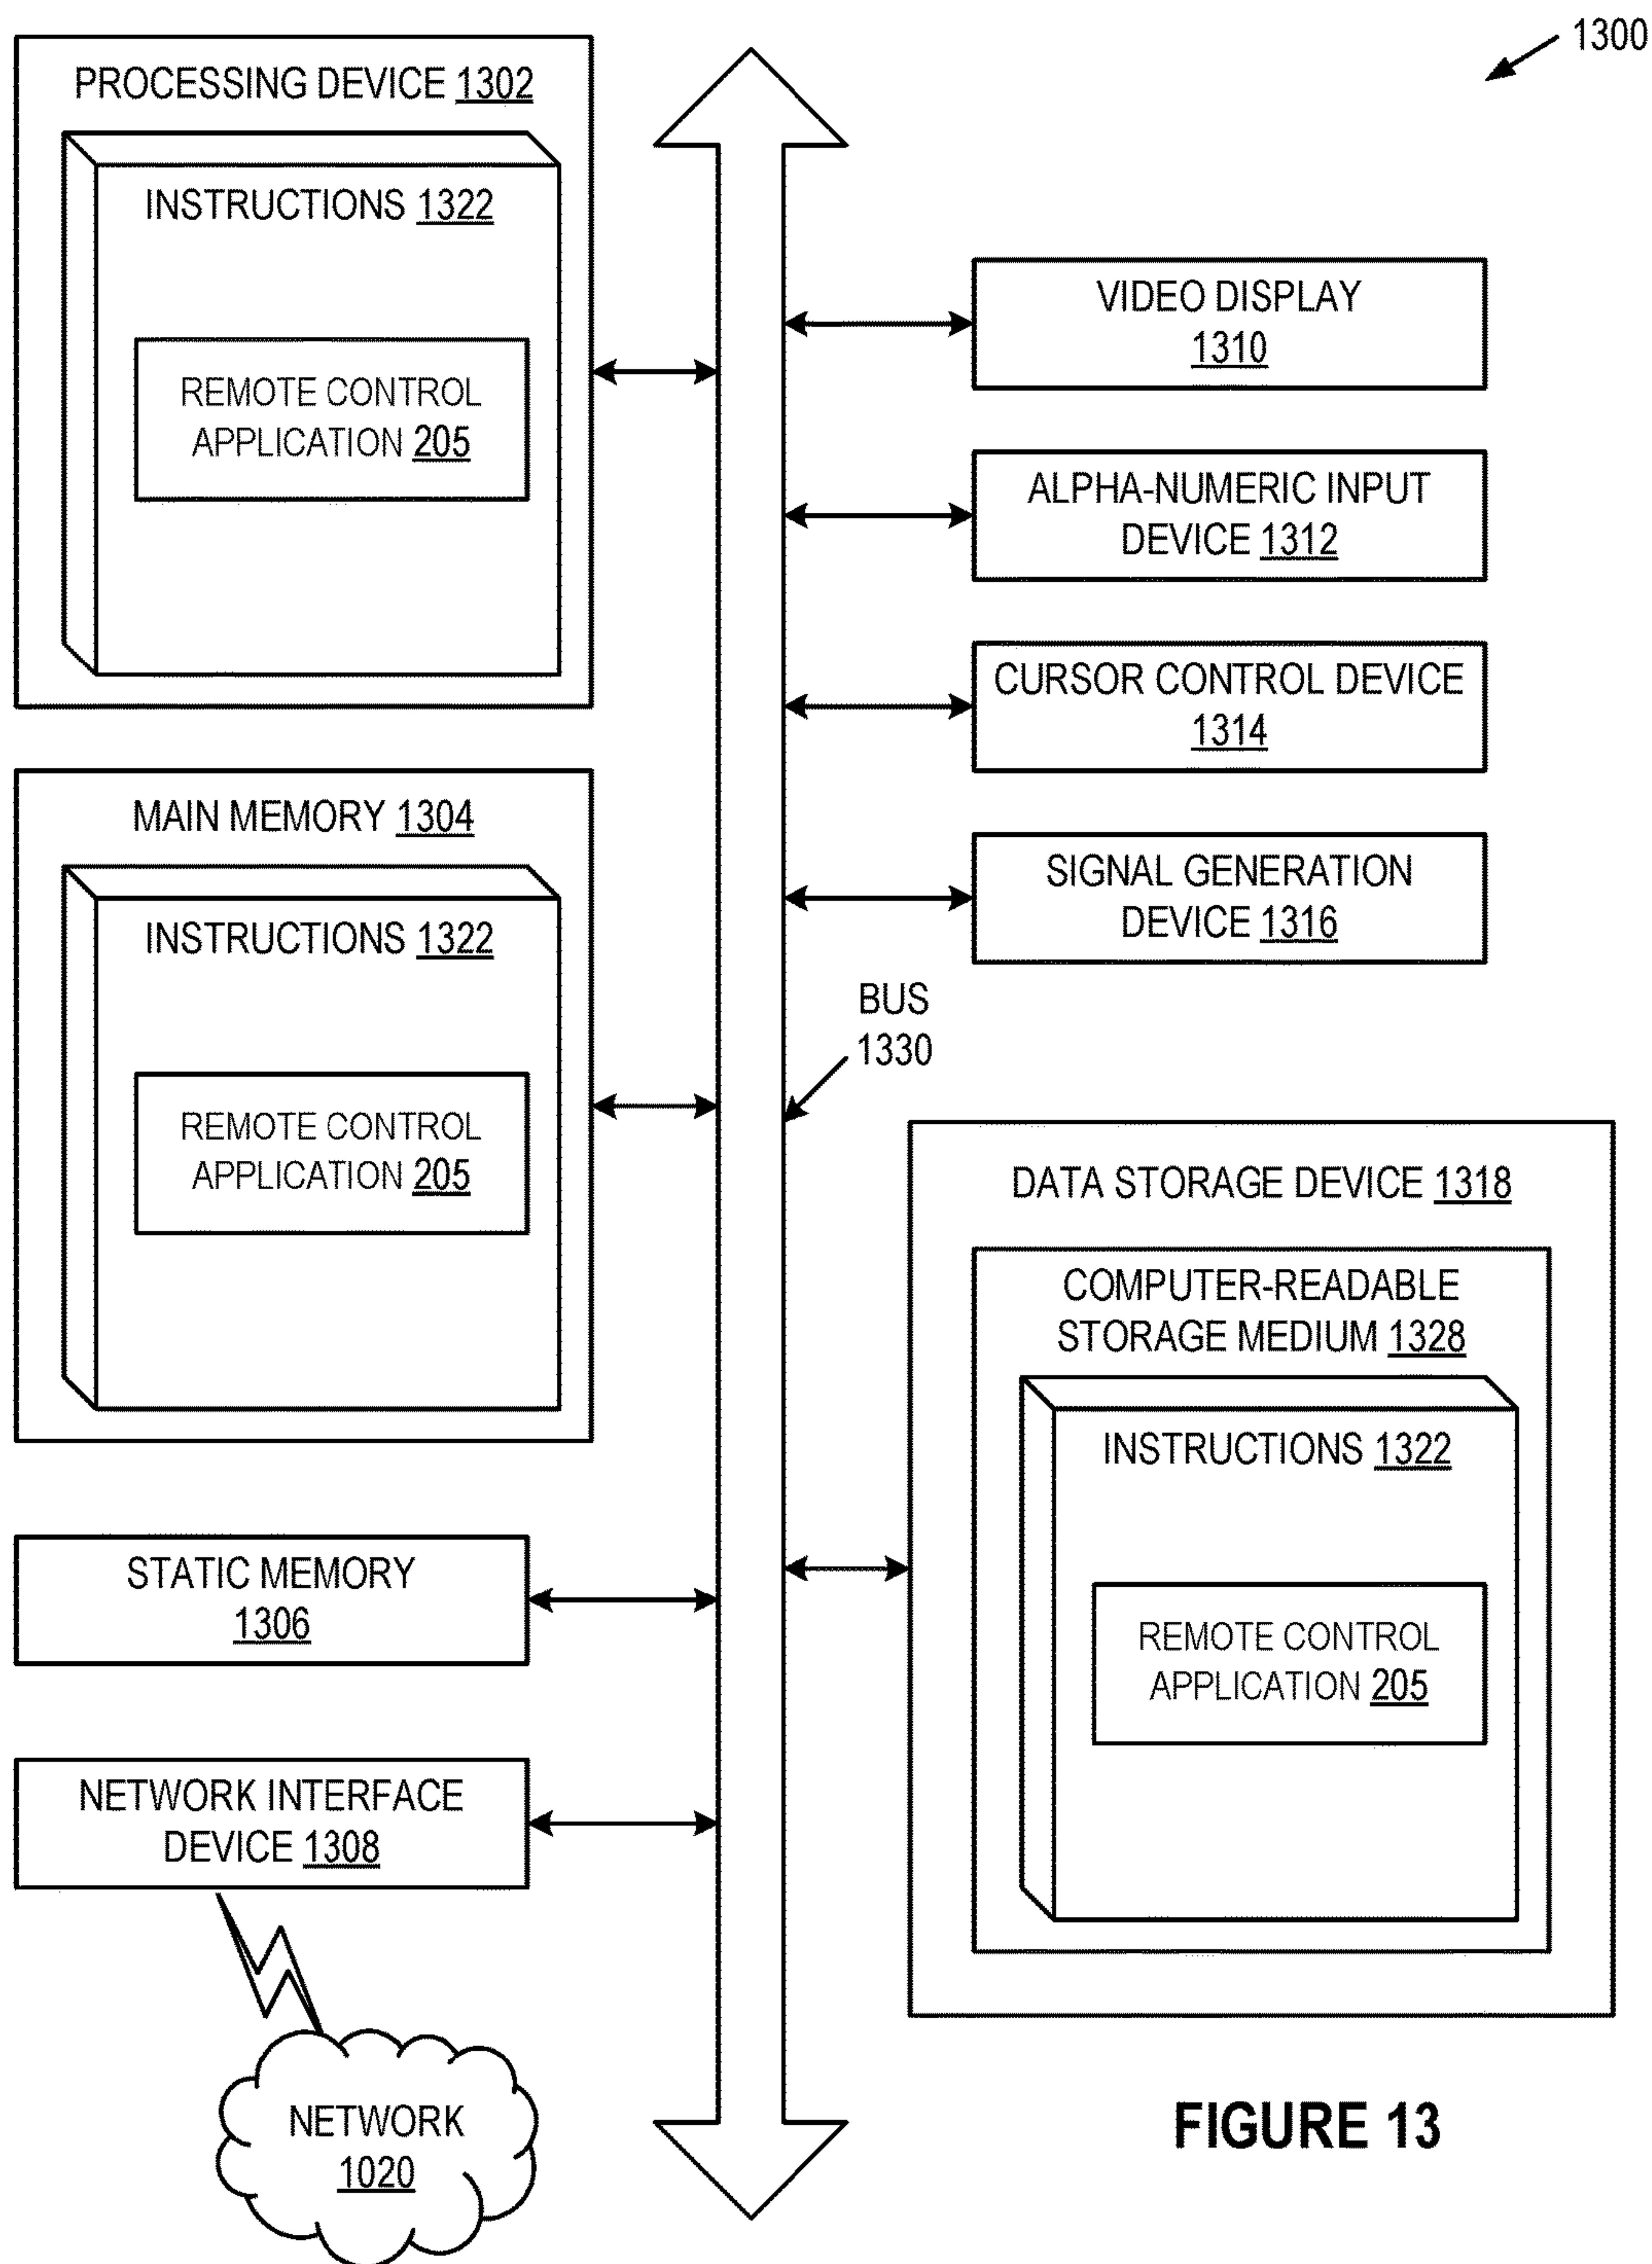 1300
PROCESSING DEVICE 1302
INSTRUCTIONS 1322
REMOTE CONTROL
APPLICATION 205
MAIN MEMORY 1304
INSTRUCTIONS 1322
REMOTE CONTROL
APPLICATION 205
STATIC MEMORY
1306
NETWORK INTERFACE
DEVICE 1308
NETWORK
1020
VIDEO DISPLAY
1310
ALPHA-NUMERIC INPUT
DEVICE 1312
CURSOR CONTROL DEVICE
1314
SIGNAL GENERATION
DEVICE 1316
BUS
1330
DATA STORAGE DEVICE 1318
COMPUTER-READABLE
STORAGE MEDIUM 1328
INSTRUCTIONS 1322
REMOTE CONTROL
APPLICATION 205
FIGURE 13